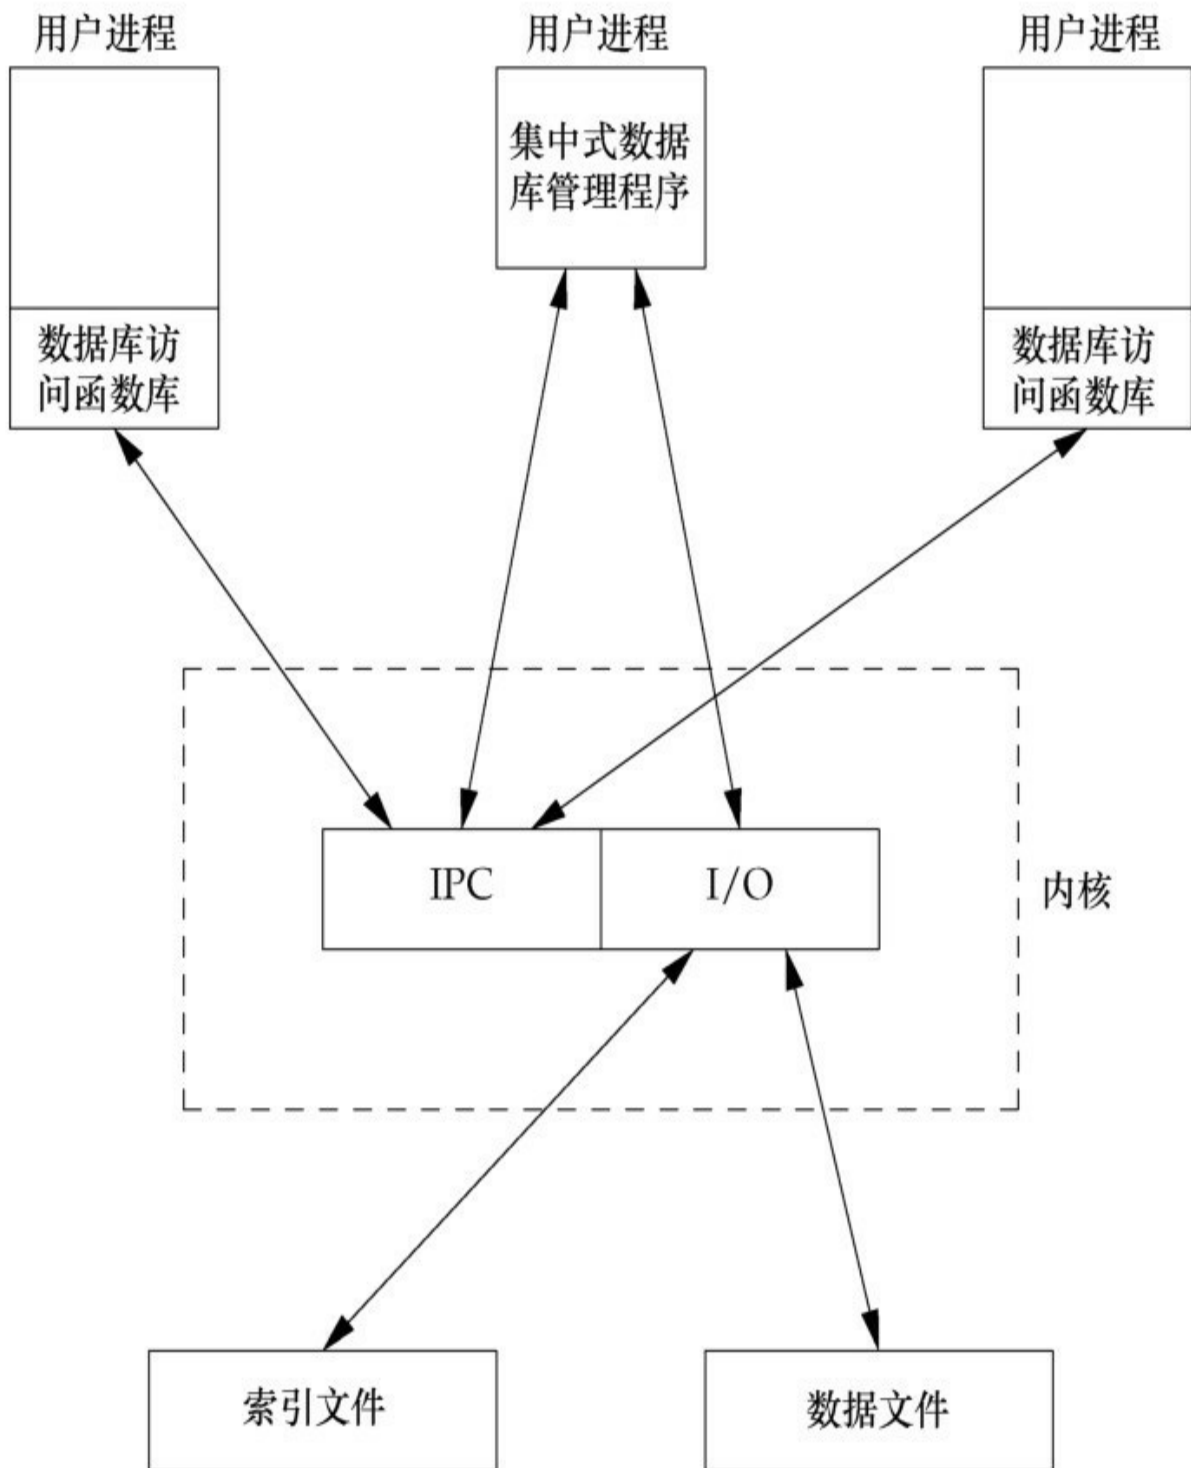 用户进程
用户进程
用户进程
集中式数据
库管理程序
数据库访
问函数库
数据库访
问函数库
IPC
I/O
内核
索引文件
数据文件